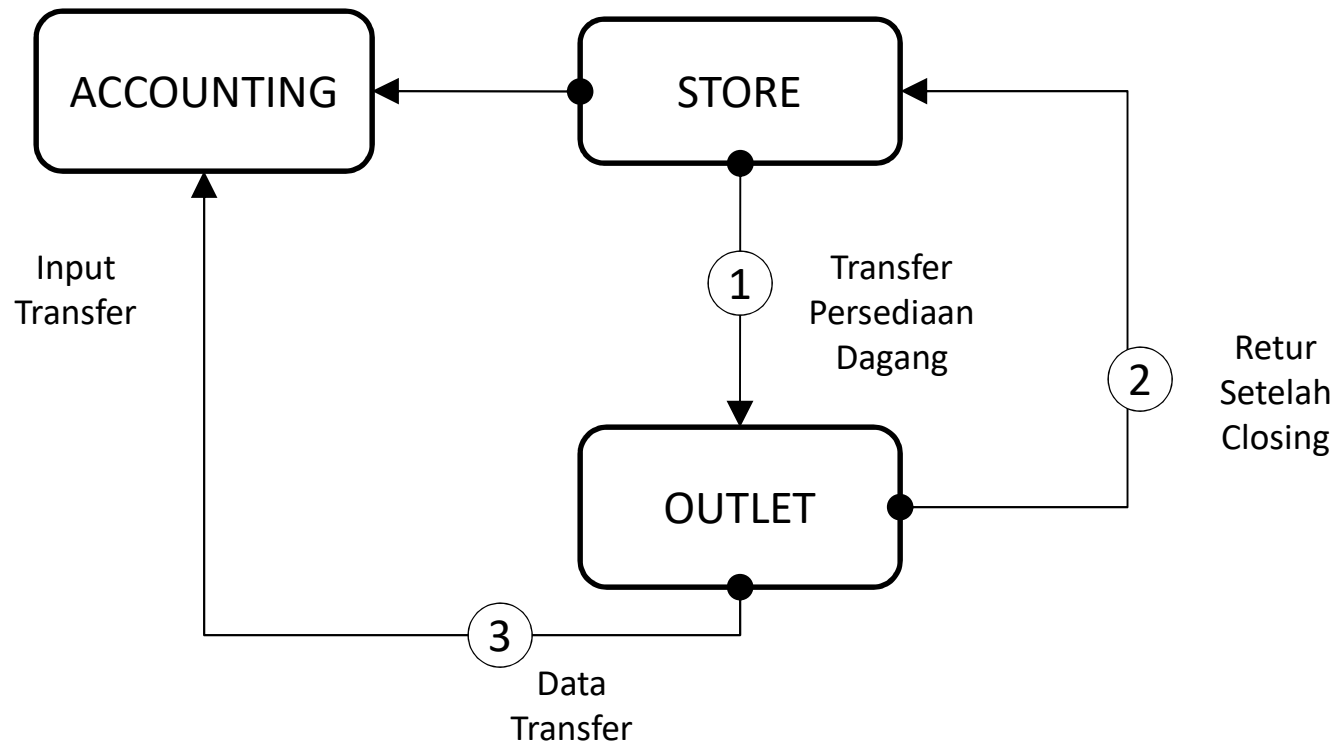 ACCOUNTING
STORE
Input
Transfer
1
Transfer
Persediaan
Dagang
2
Retur
Setelah
Closing
OUTLET
3
Data
Transfer